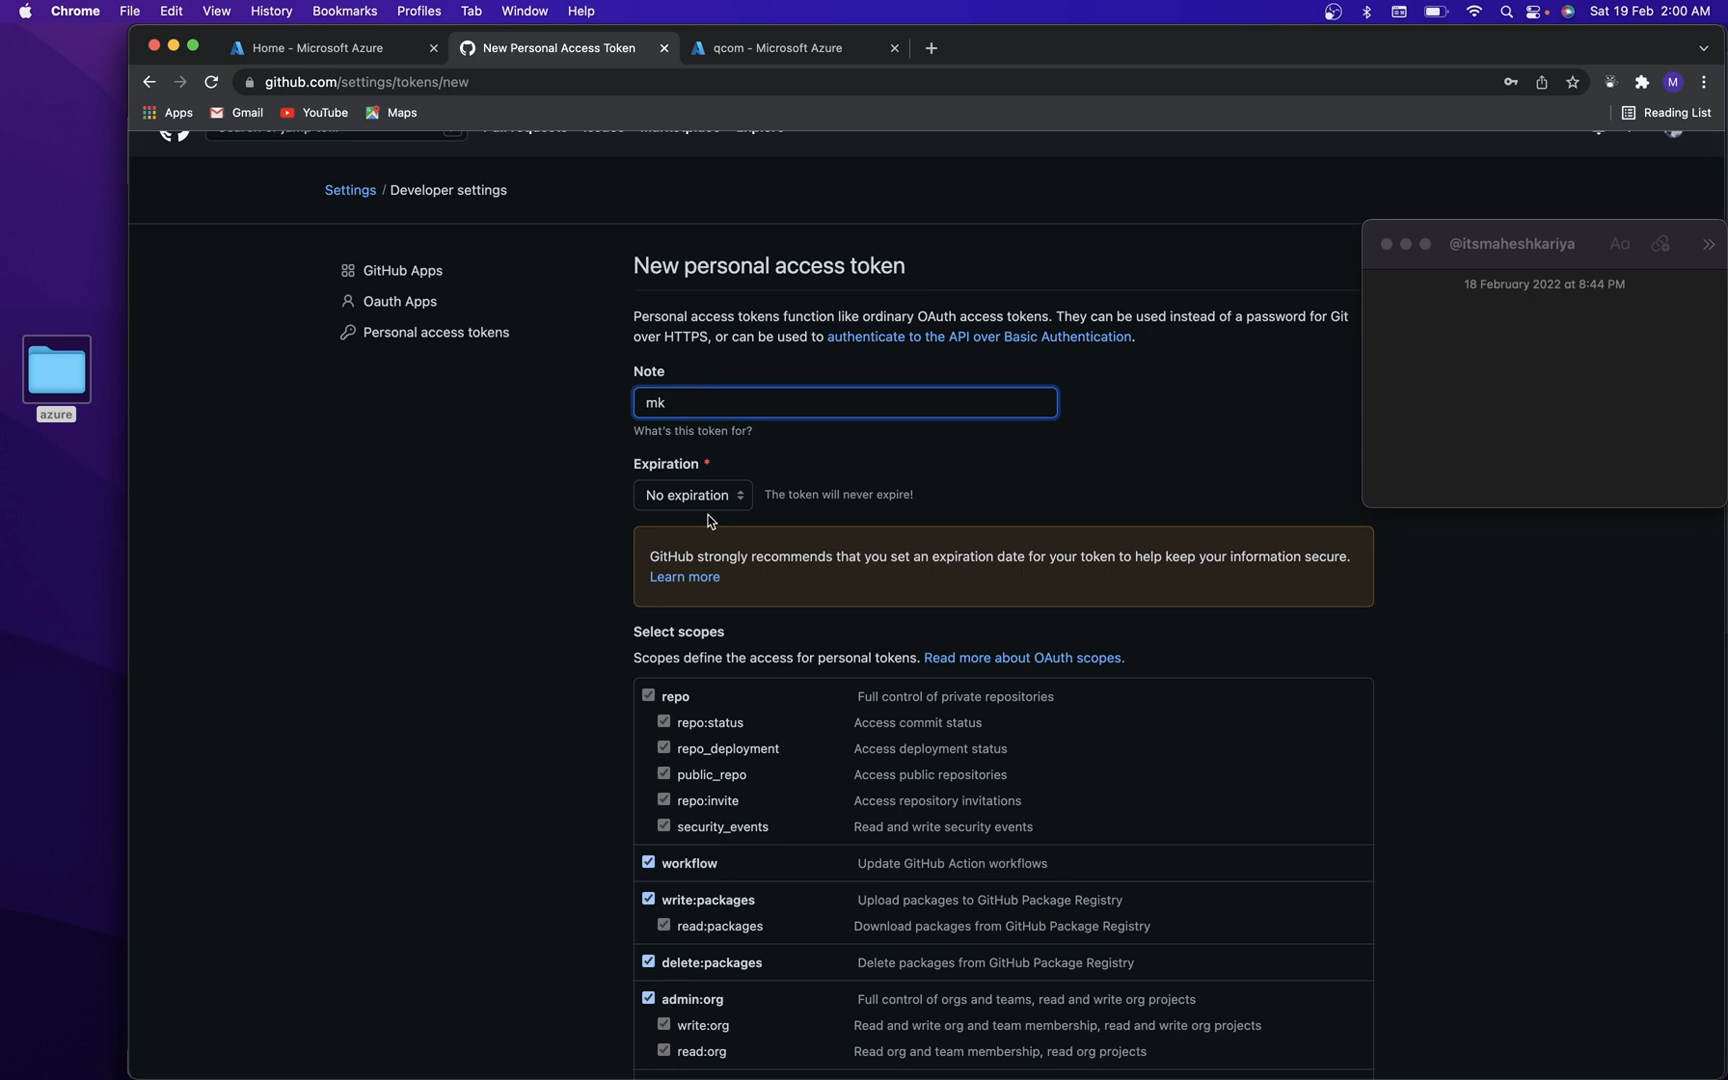 Chrome File Edit View History Bookmarks Profiles Tab Window Help Sat 19 Feb 2:00 AM
Home - Microsoft Azure New Personal Access Token qcom - Microsoft Azure
github.com/settings/tokens/new M
Apps Gmail YouTube Maps Reading List
Settings / Developer settings
GitHub Apps
Oauth Apps
Personal access tokens
New personal access token
Personal access tokens function like ordinary OAuth access tokens. They can be used instead of a password for Git
over HTTPS, or can be used to authenticate to the API over Basic Authentication.
Note
mk
What's this token for?
Expiration *
No expiration The token will never expire!
GitHub strongly recommends that you set an expiration date for your token to help keep your information secure.
Learn more
Select scopes
Scopes define the access for personal tokens. Read more about OAuth scopes.
repo Full control of private repositories
repo:status Access commit status
repo_deployment Access deployment status
public_repo Access public repositories
repo:invite Access repository invitations
security_events Read and write security events
workflow Update GitHub Action workflows
write:packages Upload packages to GitHub Package Registry
read:packages Download packages from GitHub Package Registry
delete:packages Delete packages from GitHub Package Registry
admin:org Full control of orgs and teams, read and write org projects
write:org Read and write org and team membership, read and write org projects
read:org Read org and team membership, read org projects
@itsmaheshkariya Aa
18 February 2022 at 8:44 PM
azure